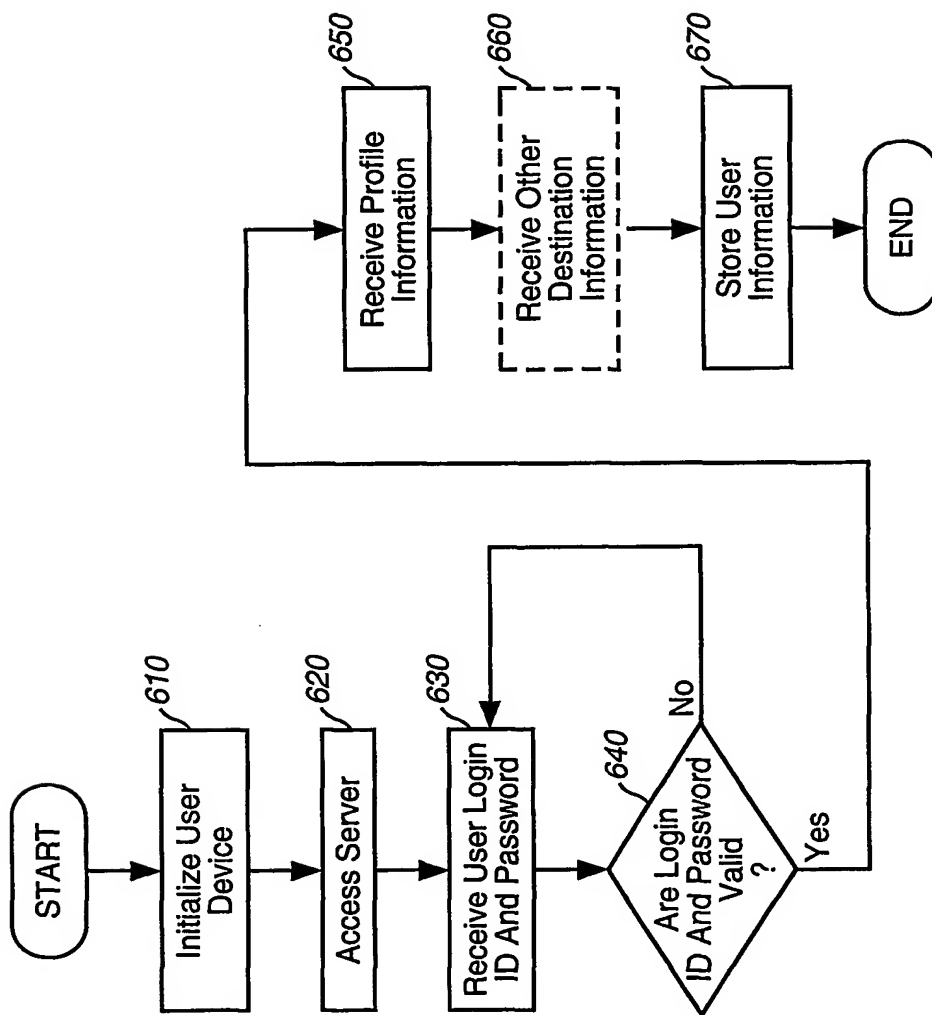 START
610
Initialize User
Device
620
Access Server
630
Receive User Login
ID And Password
640
Are Login
ID And Password
Valid
?
No
Yes
650
Receive Profile
Information
660
Receive Other
Destination
Information
670
Store User
Information
END